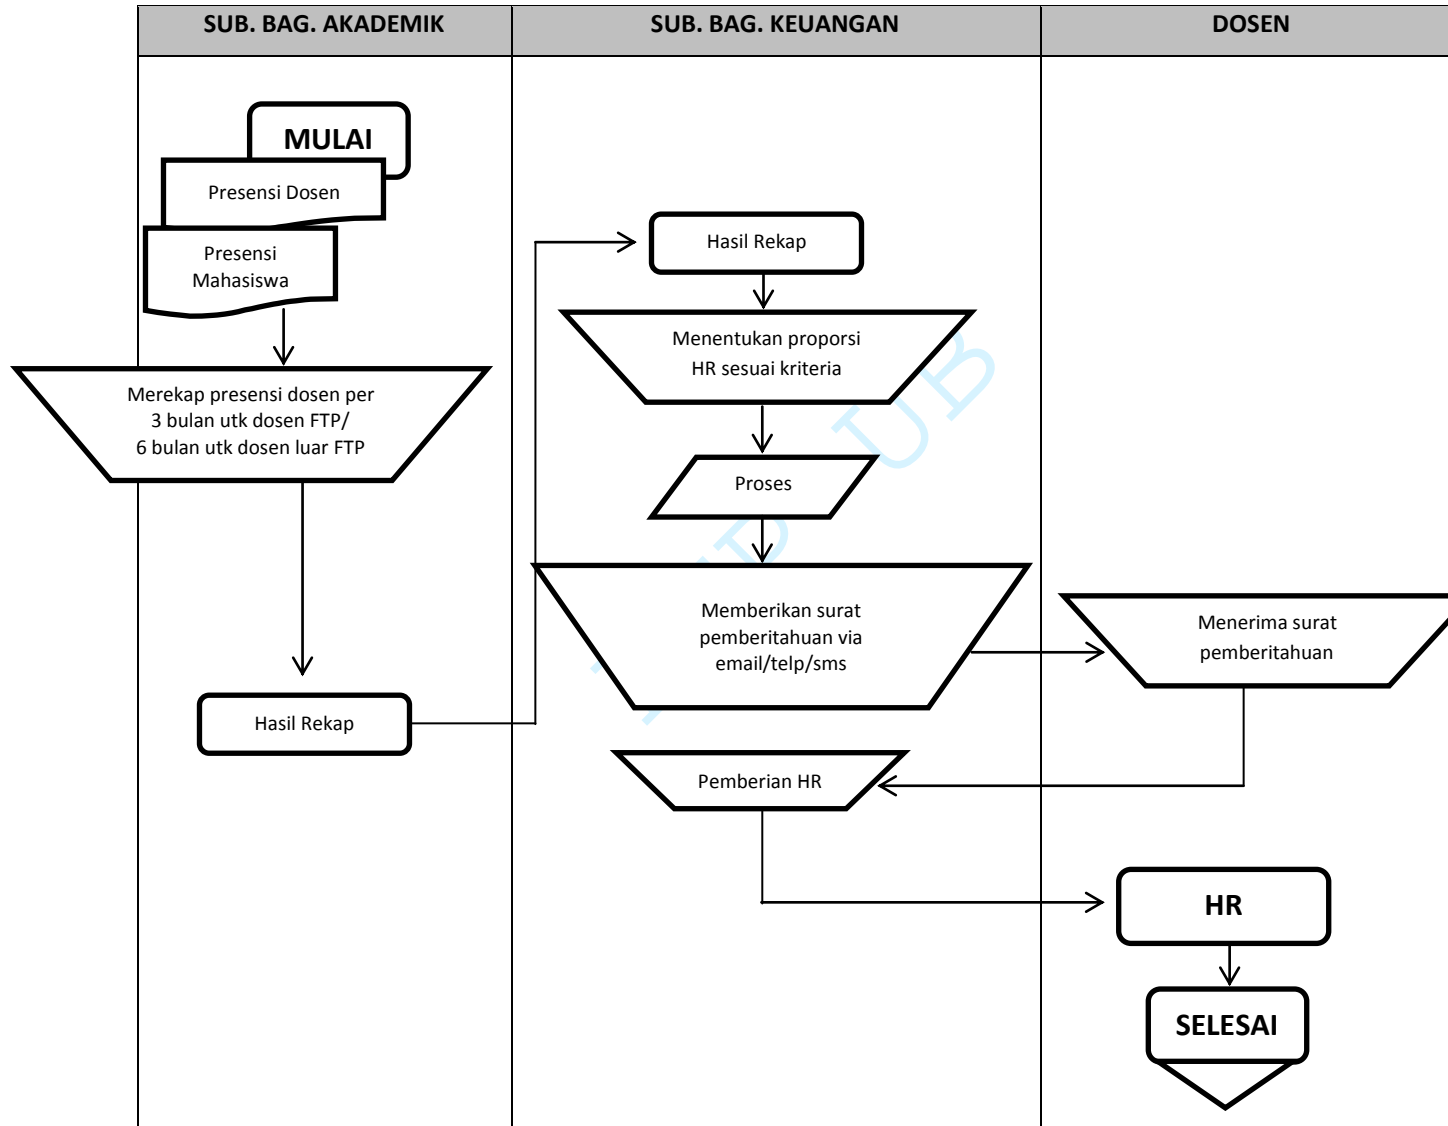 SUB. BAG. AKADEMIK
SUB. BAG. KEUANGAN
DOSEN
MULAI
Presensi Dosen
Presensi
Mahasiswa
Merekap presensi dosen per
3 bulan utk dosen FTP/
6 bulan utk dosen luar FTP
Hasil Rekap
Hasil Rekap
Menentukan proporsi
HR sesuai kriteria
Proses
Memberikan surat
pemberitahuan via
email/telp/sms
Menerima surat
pemberitahuan
Pemberian HR
HR
SELESAI